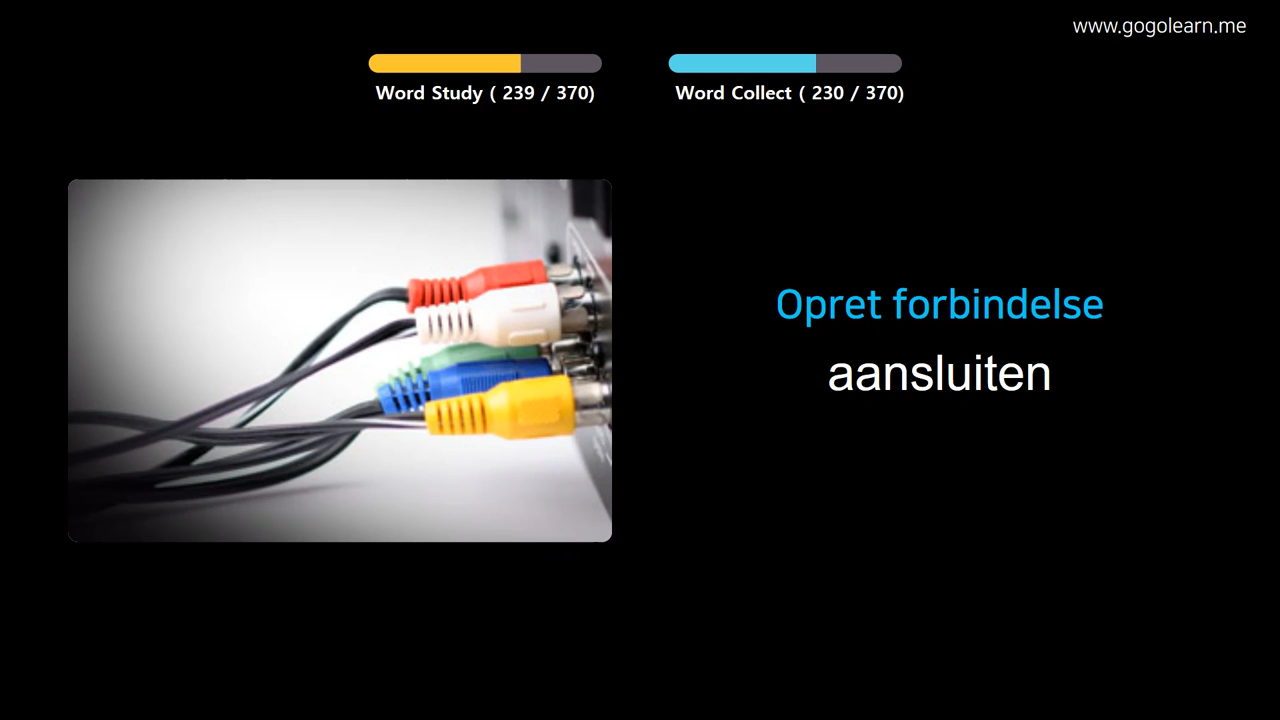 www.gogolearn.me
Word Study ( 239 / 370)
Word Collect ( 230 / 370)
Opret forbindelse
aansluiten